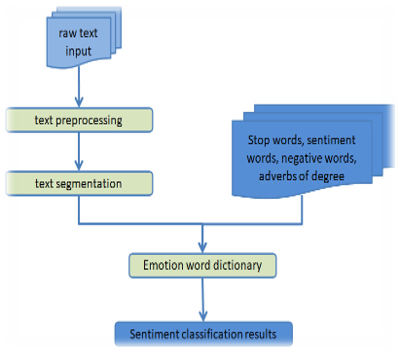 raw text
input
text preprocessing
text segmentation
Stop words, sentiment
words, negative words,
adverbs of degree
Emotion word dictionary
Sentiment classification results